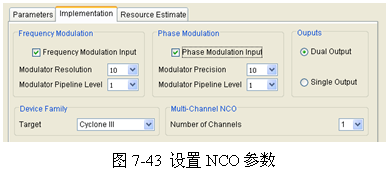 Parameters Implementation Resource Estimate
Frequency Modulation Phase Modulation Ouputs
Frequency Modulation Input Phase Modulation Input Dual Output
Modulator Resolution 10 Modulator Precision 10
Modulator Pipeline Level 1 Modulator Pipeline Level 1 Single Output
Device Family Multi-Channel NCO
Target Cyclone III Number of Channels 1
图 7-43 设置 NCO 参数